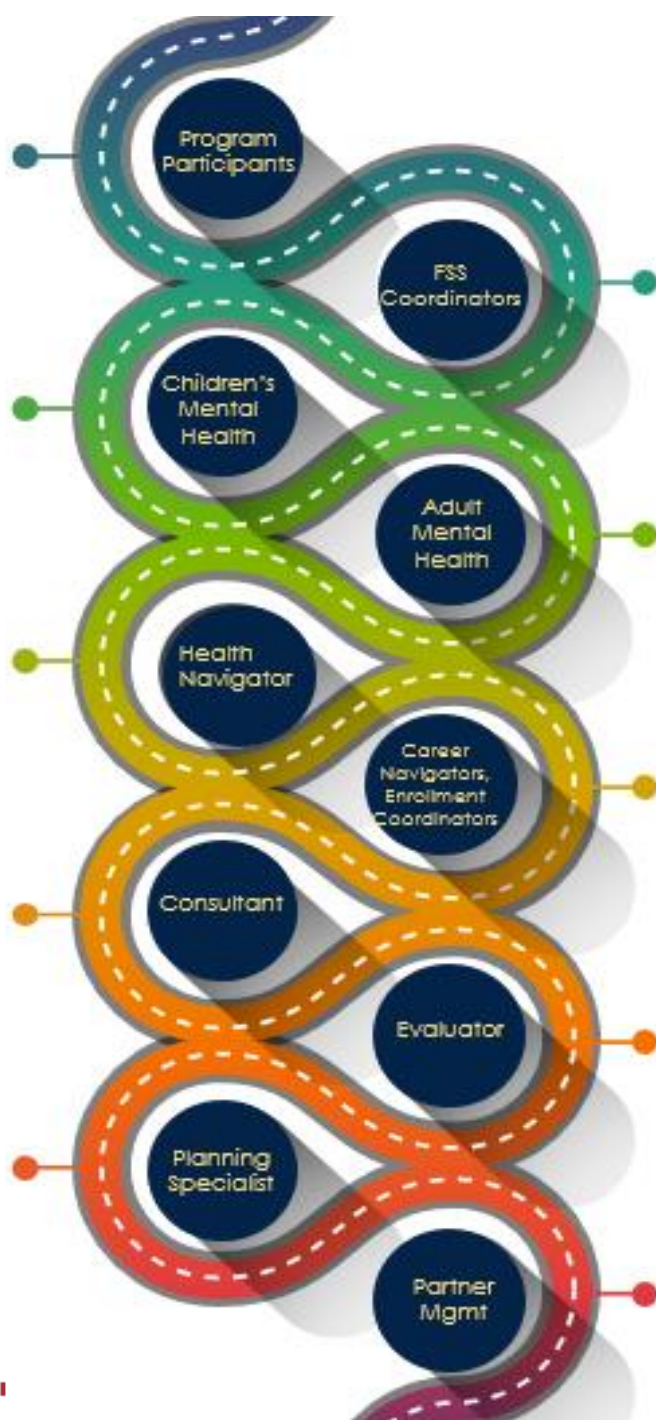 Program
Participants
FSS
Coordinators
Children's
Mental
Health
Adult
Mental
Health
Health
Navigator
Career
Navigators,
Enrollment
Coordinators
Consultant
Evaluator
Planning
Specialist
Partner
Mgmt